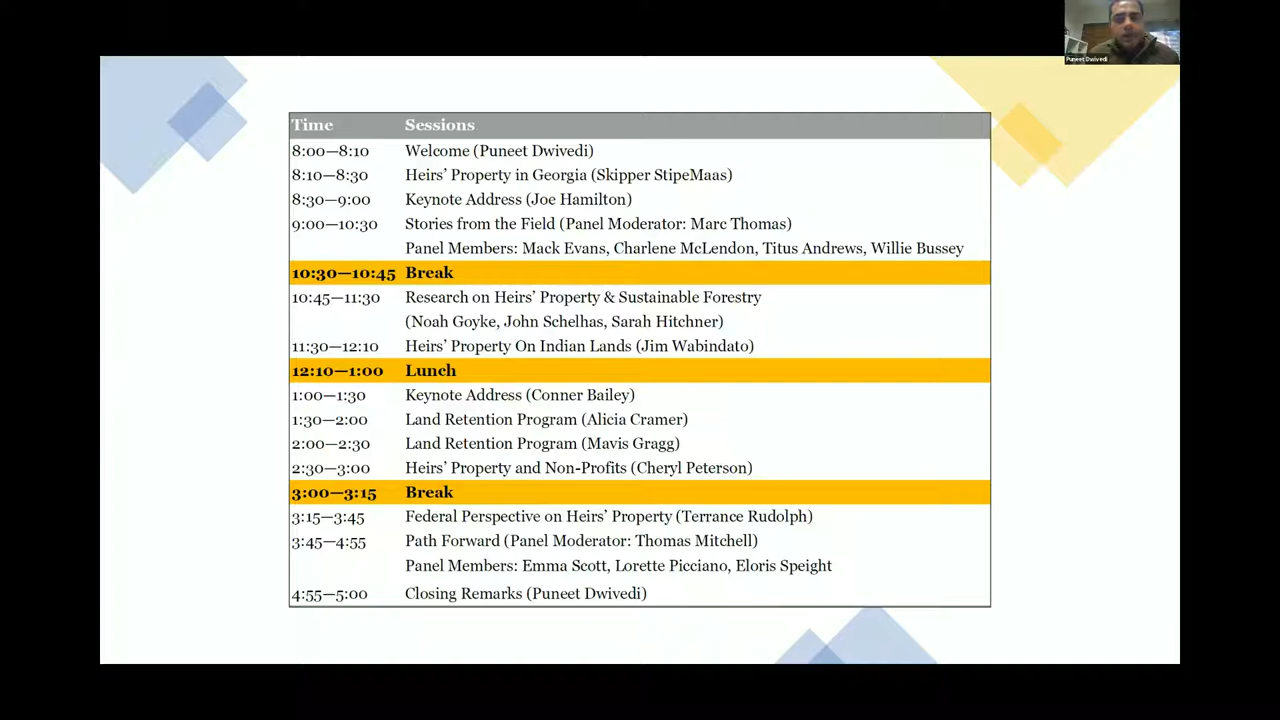 Puneet Dwivedi
Time Sessions
8:00—8:10 Welcome (Puneet Dwivedi)
8:10—8:30 Heirs’ Property in Georgia (Skipper StipeMaas)
8:30—9:00 Keynote Address (Joe Hamilton)
9:00—10:30 Stories from the Field (Panel Moderator: Marc Thomas)
Panel Members: Mack Evans, Charlene McLendon, Titus Andrews, Willie Bussey
10:30—10:45 Break
10:45—11:30 Research on Heirs’ Property & Sustainable Forestry
(Noah Goyke, John Schelhas, Sarah Hitchner)
11:30—12:10 Heirs’ Property On Indian Lands (Jim Wabindato)
12:10—1:00 Lunch
1:00—1:30 Keynote Address (Conner Bailey)
1:30—2:00 Land Retention Program (Alicia Cramer)
2:00—2:30 Land Retention Program (Mavis Gragg)
2:30—3:00 Heirs’ Property and Non-Profits (Cheryl Peterson)
3:00—3:15 Break
3:15—3:45 Federal Perspective on Heirs’ Property (Terrance Rudolph)
3:45—4:55 Path Forward (Panel Moderator: Thomas Mitchell)
Panel Members: Emma Scott, Lorette Picciano, Eloris Speight
4:55—5:00 Closing Remarks (Puneet Dwivedi)